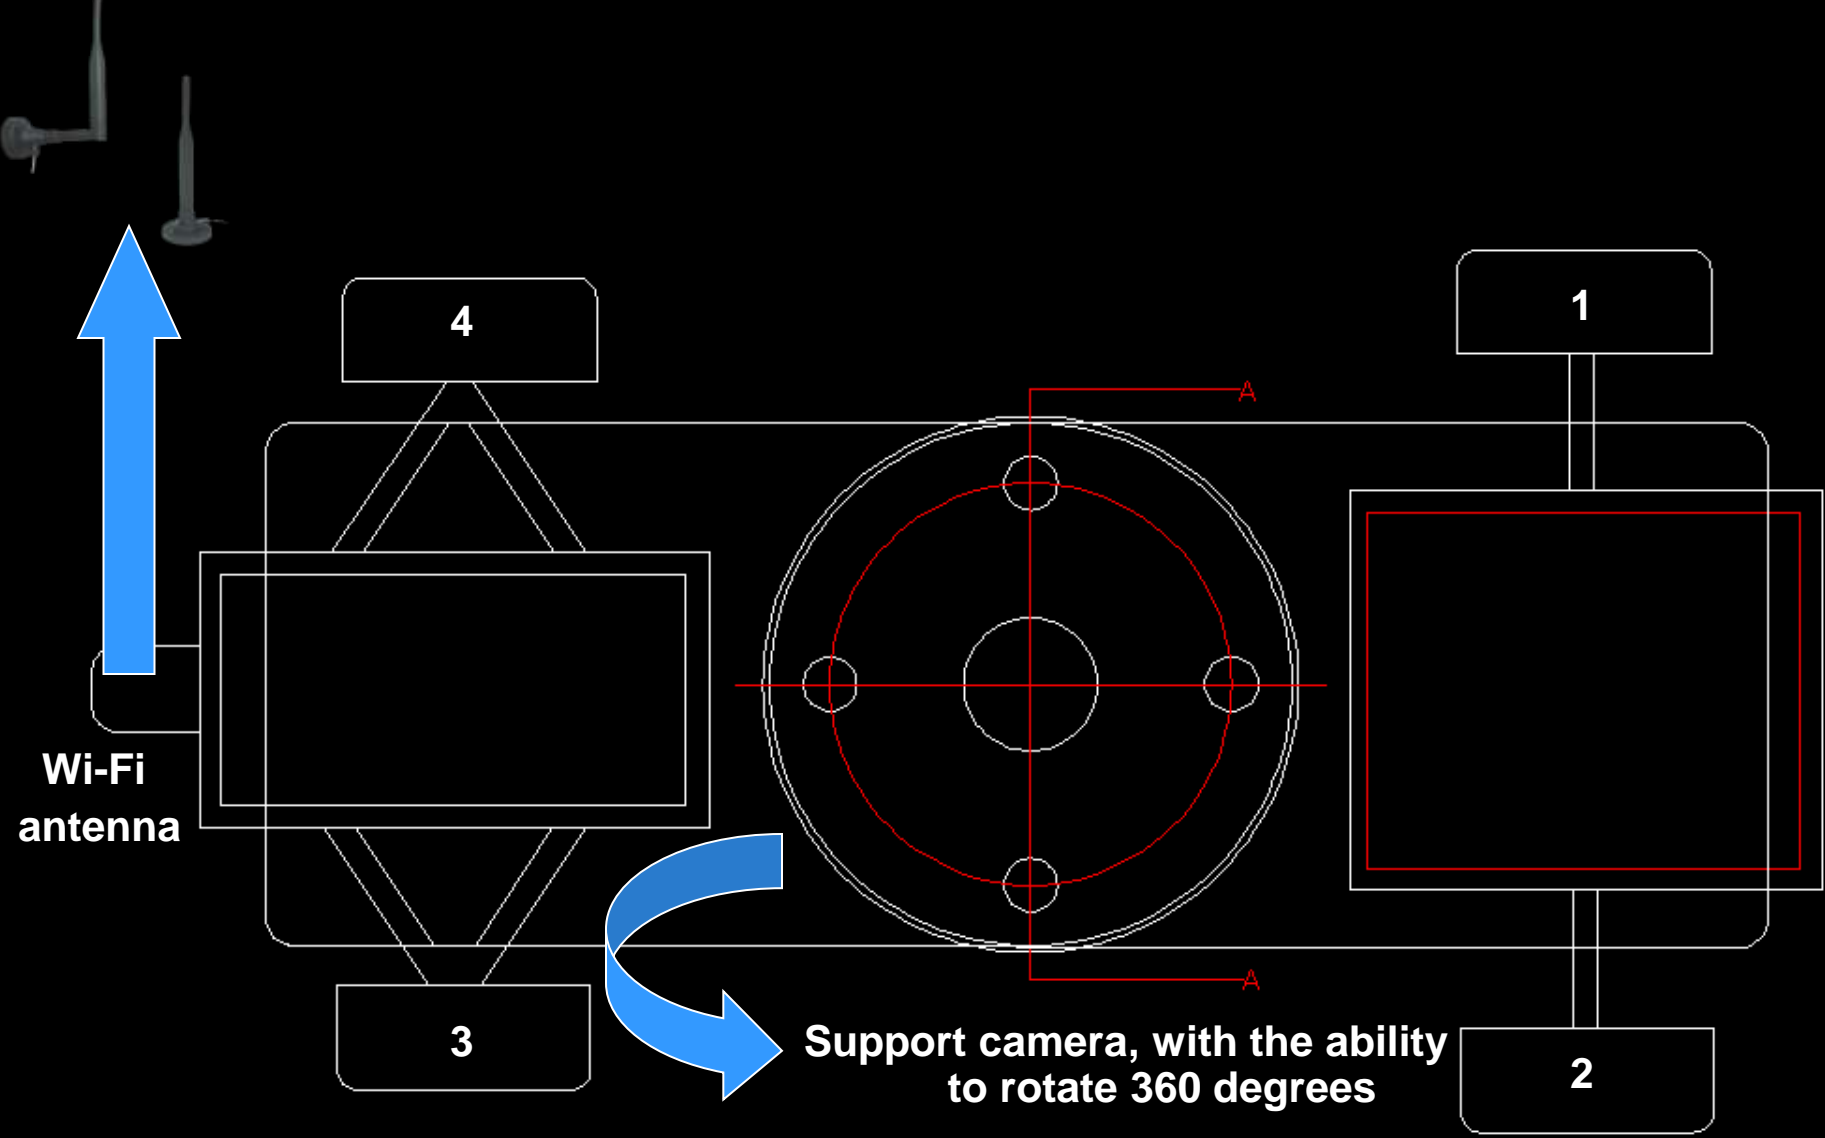 4
1
A
Wi-Fi
antenna
A
3
Support camera, with the ability
to rotate 360 degrees
2